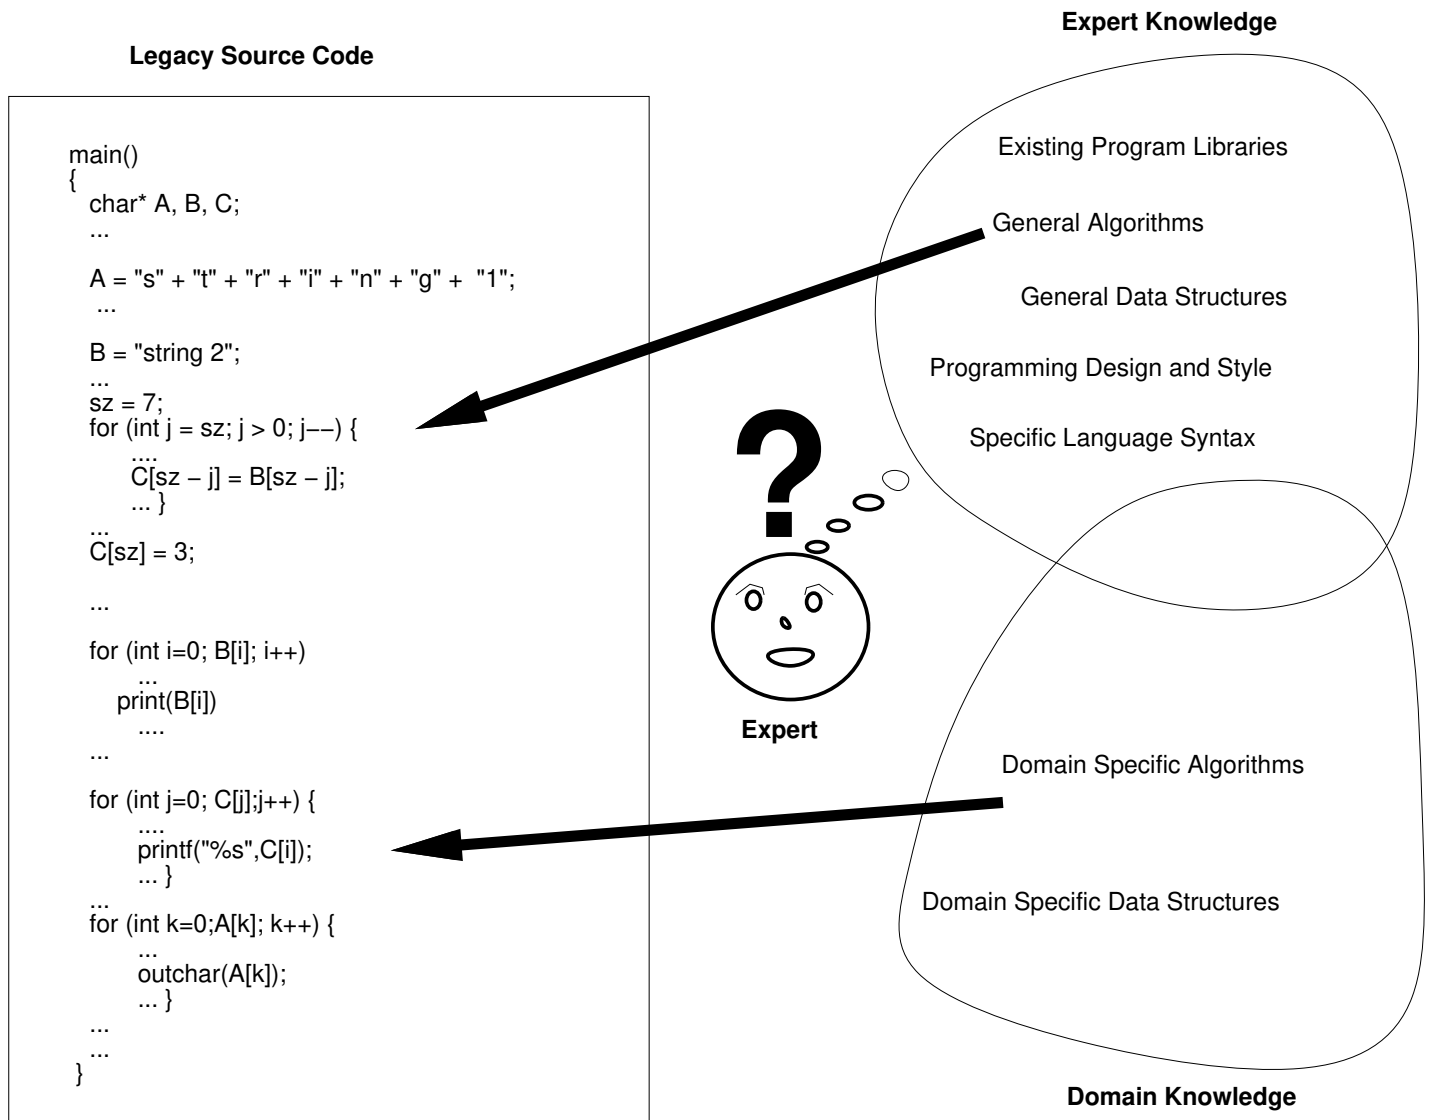 Legacy Source Code
main()
{
char* A, B, C;
...
A = "s" + "t" + "r" + "i" + "n" + "g" + "1";
...
B = "string 2";
...
sz = 7;
for (int j = sz; j > 0; j−−) {
....
C[sz − j] = B[sz − j];
... }
...
C[sz] = 3;
...
for (int i=0; B[i]; i++)
...
print(B[i])
....
...
for (int j=0; C[j];j++) {
....
printf("%s",C[i]);
... }
...
for (int k=0;A[k]; k++) {
...
outchar(A[k]);
... }
...
...
}
?
Expert
Expert Knowledge
Existing Program Libraries
General Algorithms
General Data Structures
Programming Design and Style
Specific Language Syntax
Domain Specific Algorithms
Domain Specific Data Structures
Domain Knowledge